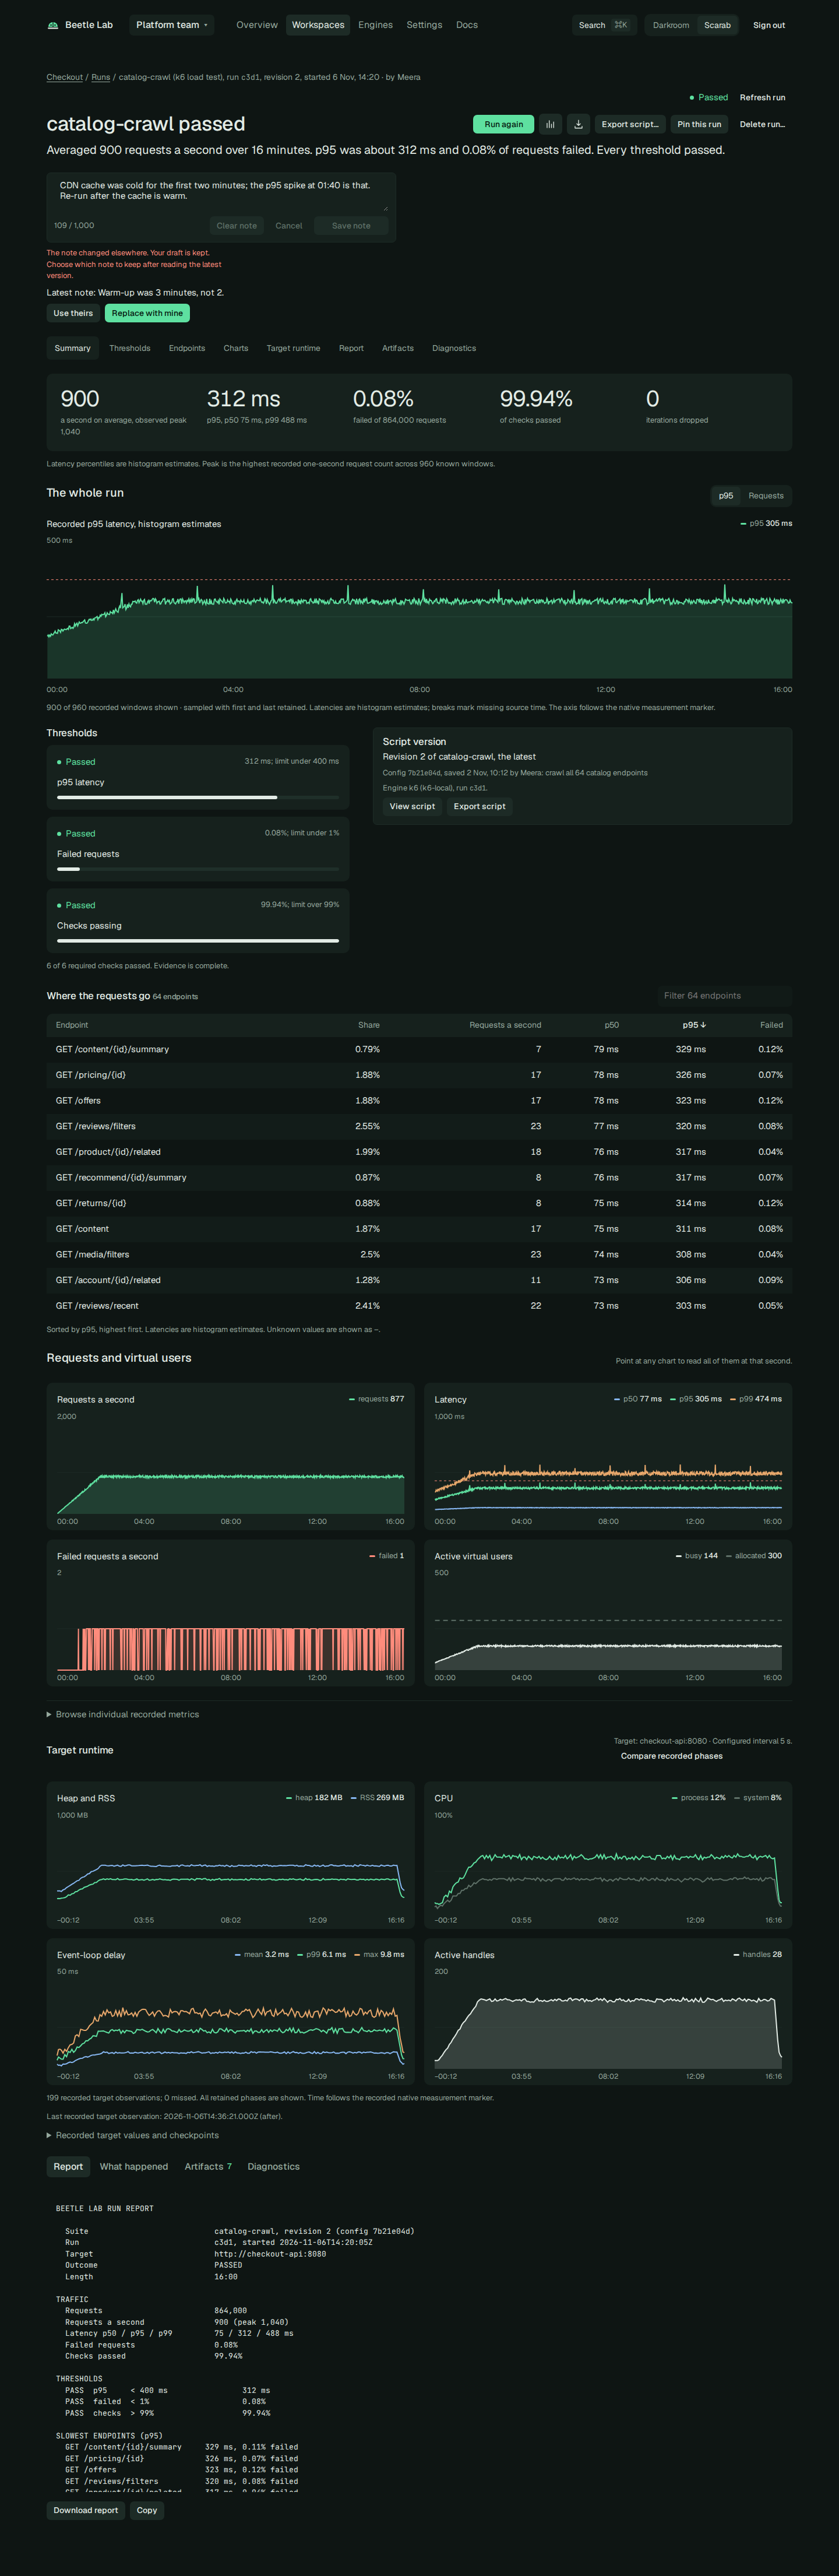 Beetle Lab Platform team Overview Workspaces Engines Settings Docs Search ⌘K Darkroom Scarab Sign out
Checkout / Runs / catalog-crawl (k6 load test), run c3d1, revision 2, started 6 Nov, 14:20 · by Meera
Passed Refresh run
catalog-crawl passed Run again Export script... Pin this run Delete run...
Averaged 900 requests a second over 16 minutes. p95 was about 312 ms and 0.08% of requests failed. Every threshold passed.
CDN cache was cold for the first two minutes; the p95 spike at 01:40 is that.
Re-run after the cache is warm.
109 / 1,000 Clear note Cancel Save note
The note changed elsewhere. Your draft is kept.
Choose which note to keep after reading the latest
version.
Latest note: Warm-up was 3 minutes, not 2.
Use theirs Replace with mine
Summary Thresholds Endpoints Charts Target runtime Report Artifacts Diagnostics
900 312 ms 0.08% 99.94% 0
a second on average, observed peak p95, p50 75 ms, p99 488 ms failed of 864,000 requests of checks passed iterations dropped
1,040
Latency percentiles are histogram estimates. Peak is the highest recorded one-second request count across 960 known windows.
The whole run p95 Requests
Recorded p95 latency, histogram estimates p95 305 ms
500 ms
00:00 04:00 08:00 12:00 16:00
900 of 960 recorded windows shown · sampled with first and last retained. Latencies are histogram estimates; breaks mark missing source time. The axis follows the native measurement marker.
Thresholds
Passed 312 ms; limit under 400 ms
p95 latency
Passed 0.08%; limit under 1%
Failed requests
Passed 99.94%; limit over 99%
Checks passing
6 of 6 required checks passed. Evidence is complete.
Script version
Revision 2 of catalog-crawl, the latest
Config 7b21e04d, saved 2 Nov, 10:12 by Meera: crawl all 64 catalog endpoints
Engine k6 (k6-local), run c3d1.
View script Export script
Where the requests go 64 endpoints Filter 64 endpoints
Endpoint Share Requests a second p50 p95 ↓ Failed
GET /content/{id}/summary 0.79% 7 79 ms 329 ms 0.12%
GET /pricing/{id} 1.88% 17 78 ms 326 ms 0.07%
GET /offers 1.88% 17 78 ms 323 ms 0.12%
GET /reviews/filters 2.55% 23 77 ms 320 ms 0.08%
GET /product/{id}/related 1.99% 18 76 ms 317 ms 0.04%
GET /recommend/{id}/summary 0.87% 8 76 ms 317 ms 0.07%
GET /returns/{id} 0.88% 8 75 ms 314 ms 0.12%
GET /content 1.87% 17 75 ms 311 ms 0.08%
GET /media/filters 2.5% 23 74 ms 308 ms 0.04%
GET /account/{id}/related 1.28% 11 73 ms 306 ms 0.09%
GET /reviews/recent 2.41% 22 73 ms 303 ms 0.05%
Sorted by p95, highest first. Latencies are histogram estimates. Unknown values are shown as –.
Requests and virtual users Point at any chart to read all of them at that second.
Requests a second requests 877
2,000
00:00 04:00 08:00 12:00 16:00
Latency p50 77 ms p95 305 ms p99 474 ms
1,000 ms
00:00 04:00 08:00 12:00 16:00
Failed requests a second failed 1
2
00:00 04:00 08:00 12:00 16:00
Active virtual users busy 144 allocated 300
500
00:00 04:00 08:00 12:00 16:00
Browse individual recorded metrics
Target runtime Target: checkout-api:8080 · Configured interval 5 s.
Compare recorded phases
Heap and RSS heap 182 MB RSS 269 MB
1,000 MB
−00:12 03:55 08:02 12:09 16:16
CPU process 12% system 8%
100%
−00:12 03:55 08:02 12:09 16:16
Event-loop delay mean 3.2 ms p99 6.1 ms max 9.8 ms
50 ms
−00:12 03:55 08:02 12:09 16:16
Active handles handles 28
200
−00:12 03:55 08:02 12:09 16:16
199 recorded target observations; 0 missed. All retained phases are shown. Time follows the recorded native measurement marker.
Last recorded target observation: 2026-11-06T14:36:21.000Z (after).
Recorded target values and checkpoints
Report What happened Artifacts 7 Diagnostics
BEETLE LAB RUN REPORT
Suite catalog-crawl, revision 2 (config 7b21e04d)
Run c3d1, started 2026-11-06T14:20:05Z
Target http://checkout-api:8080
Outcome PASSED
Length 16:00
TRAFFIC
Requests 864,000
Requests a second 900 (peak 1,040)
Latency p50 / p95 / p99 75 / 312 / 488 ms
Failed requests 0.08%
Checks passed 99.94%
THRESHOLDS
PASS p95 < 400 ms 312 ms
PASS failed < 1% 0.08%
PASS checks > 99% 99.94%
SLOWEST ENDPOINTS (p95)
GET /content/{id}/summary 329 ms, 0.11% failed
GET /pricing/{id} 326 ms, 0.07% failed
GET /offers 323 ms, 0.12% failed
GET /reviews/filters 320 ms, 0.08% failed
GET /product/{id}/related 317 ms, 0.04% failed
Download report Copy